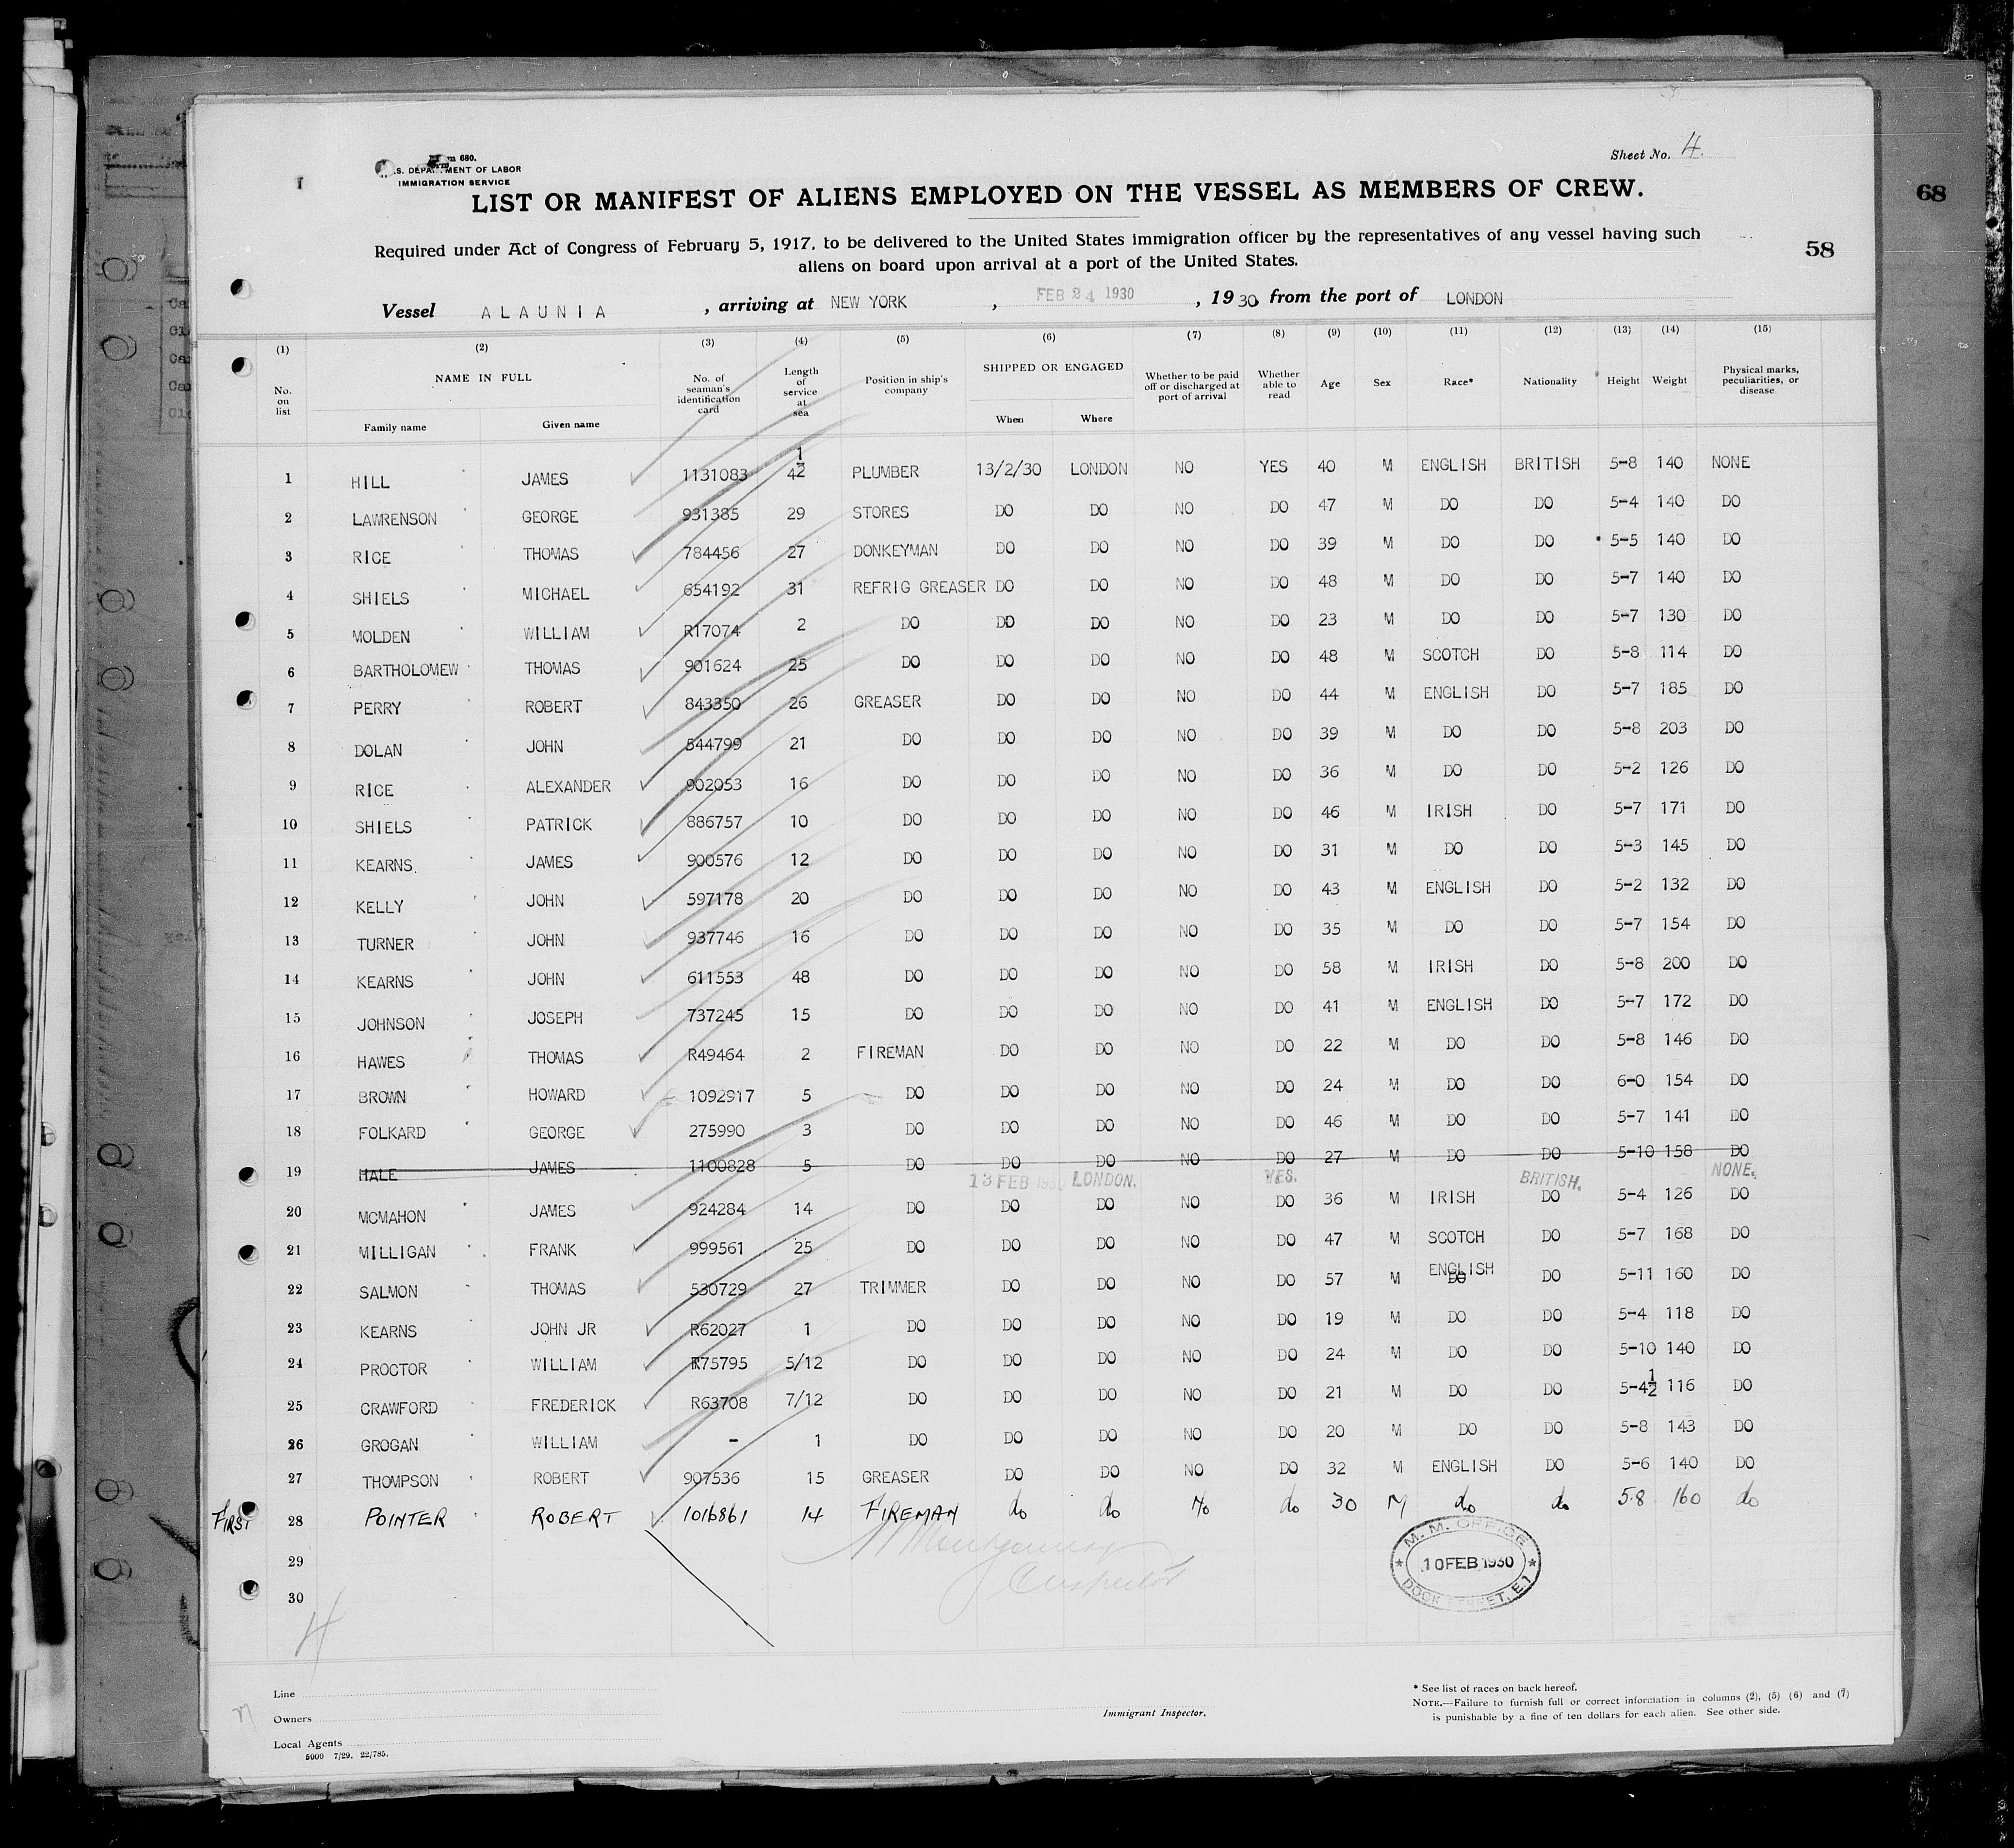 Sheet No. 4.
68
S. DEPARTMENT OF LABOR
IMMIGRATION SERVICE
LIST OR MANIFEST OF ALIENS EMPLOYED ON THE VESSEL AS MEMBERS OF CREW.
Required under Act of Congress of February 5, 1917, to be delivered to the United States immigration officer by the representatives of any vessel having such
aliens on board upon arrival at a port of the United States.
58
Vessel ALAUNIA, arriving at NEW YORK, FEB 24 1930, 1930 from the port of LONDON
(1) (2) (3) (4) (5) (6) (7) (8) (9) (10) (11) (12) (13) (14) (15)
No. on list NAME IN FULL No. of seaman's identification card Length of service at sea Position in ship's company SHIPPED OR ENGAGED Whether to be paid off or discharged at port of arrival Whether able to read Age Sex Race* Nationality Height Weight Physical marks, peculiarities, or disease.
Family name Given name When Where
1 HILL JAMES 1131083 4 1/2 PLUMBER 13/2/30 LONDON NO YES 40 M ENGLISH BRITISH 5-8 140 NONE
2 LAWRENSON GEORGE 931385 29 STORES DO DO NO DO 47 M DO DO 5-4 140 DO
3 RICE THOMAS 784456 27 DONKEYMAN DO DO NO DO 39 M DO DO 5-5 140 DO
4 SHIELS MICHAEL 654192 31 REFRIG GREASER DO DO NO DO 48 M DO DO 5-7 140 DO
5 MOLDEN WILLIAM R17074 2 DO DO DO NO DO 23 M DO DO 5-7 130 DO
6 BARTHOLOMEW THOMAS 901624 25 DO DO DO NO DO 48 M SCOTCH DO 5-8 114 DO
7 PERRY ROBERT 843350 26 GREASER DO DO NO DO 44 M ENGLISH DO 5-7 185 DO
8 DOLAN JOHN 544799 21 DO DO DO NO DO 39 M DO DO 5-8 203 DO
9 RICE ALEXANDER 902053 16 DO DO DO NO DO 36 M DO DO 5-2 126 DO
10 SHIELS PATRICK 886757 10 DO DO DO NO DO 46 M IRISH DO 5-7 171 DO
11 KEARNS. JAMES 900576 12 DO DO DO NO DO 31 M DO DO 5-3 145 DO
12 KELLY JOHN 597178 20 DO DO DO NO DO 43 M ENGLISH DO 5-2 132 DO
13 TURNER JOHN 937746 16 DO DO DO NO DO 35 M DO DO 5-7 154 DO
14 KEARNS JOHN 611553 48 DO DO DO NO DO 58 M IRISH DO 5-8 200 DO
15 JOHNSON JOSEPH 737245 15 DO DO DO NO DO 41 M ENGLISH DO 5-7 172 DO
16 HAWES THOMAS R49464 2 FIREMAN DO DO NO DO 22 M DO DO 5-8 146 DO
17 BROWN HOWARD 1092917 5 DO DO DO NO DO 24 M DO DO 6-0 154 DO
18 FOLKARD GEORGE 275990 3 DO DO DO NO DO 46 M DO DO 5-7 141 DO
19 HALE JAMES 1100828 5 DO DO DO NO DO 27 M DO DO 5-10 158 DO
13 FEB 1930 LONDON. YES. BRITISH. NONE.
20 MCMAHON JAMES 924284 14 DO DO DO NO DO 36 M IRISH DO 5-4 126 DO
21 MILLIGAN FRANK 999561 25 DO DO DO NO DO 47 M SCOTCH DO 5-7 168 DO
22 SALMON THOMAS 530729 27 TRIMMER DO DO NO DO 57 M ENGLISH DO DO 5-11 160 DO
23 KEARNS JOHN JR R62027 1 DO DO DO NO DO 19 M DO DO 5-4 118 DO
24 PROCTOR WILLIAM R75795 5/12 DO DO DO NO DO 24 M DO DO 5-10 140 DO
25 CRAWFORD FREDERICK R63708 7/12 DO DO DO NO DO 21 M DO DO 5-4 1/2 116 DO
26 GROGAN WILLIAM - 1 DO DO DO NO DO 20 M DO DO 5-8 143 DO
27 THOMPSON ROBERT 907536 15 GREASER DO DO NO DO 32 M ENGLISH DO 5-6 140 DO
FIRST 28 POINTER ROBERT 1016861 14 FIREMAN do do No do 30 M do do 5.8 160 do
29
30
Montgomery
Inspector
M. M. OFFICE
10 FEB 1930
DOCK STREET, E.1
4
Line
Owners
Local Agents
5000 7/29. 22/785.
Immigrant Inspector.
* See list of races on back hereof.
NOTE.—Failure to furnish full or correct information in columns (2), (5) (6) and (7)
is punishable by a fine of ten dollars for each alien. See other side.